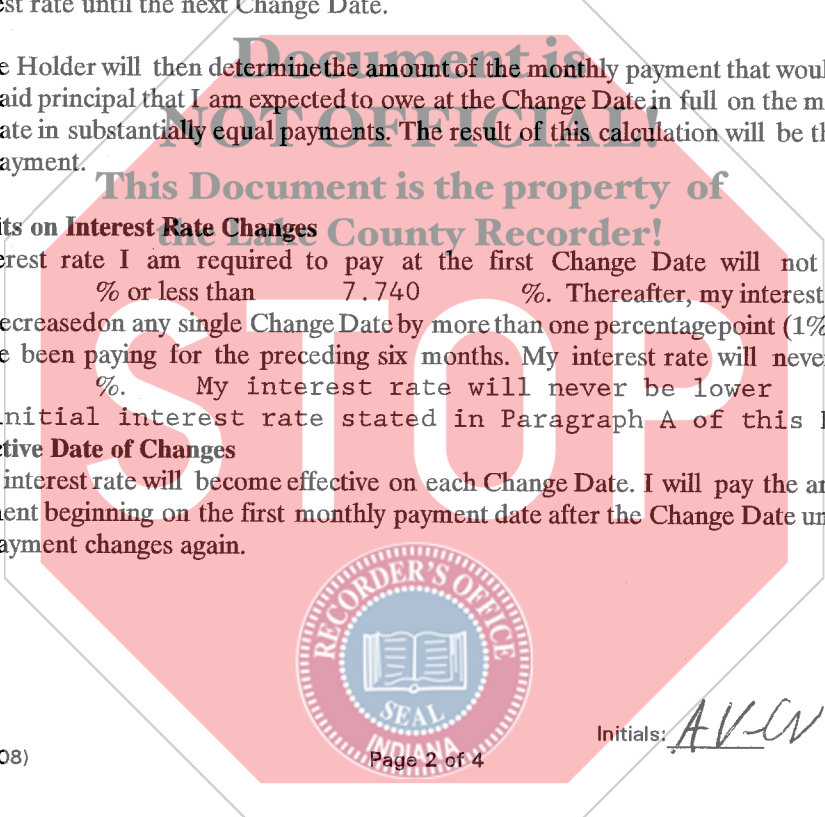 est rate until the next Change Date.
Document is
e Holder will then determine the amount of the monthly payment that woul
aid principal that I am expected to owe at the Change Date in full on the m
NOT OFFICIAL!
ate in substantially equal payments. The result of this calculation will be th
ayment.
This Document is the property of
the Lake County Recorder!
its on Interest Rate Changes
erest rate I am required to pay at the first Change Date will not
% or less than 7.740 %. Thereafter, my interest
ecreased on any single Change Date by more than one percentage point (1%
e been paying for the preceding six months. My interest rate will neve
%. My interest rate will never be lower
nitial interest rate stated in Paragraph A of this
STOP
tive Date of Changes
interest rate will become effective on each Change Date. I will pay the a
ent beginning on the first monthly payment date after the Change Date un
ayment changes again.
RECORDER'S OFFICE
SEAL
INDIANA
Initials: AV-CV
08)
Page 2 of 4